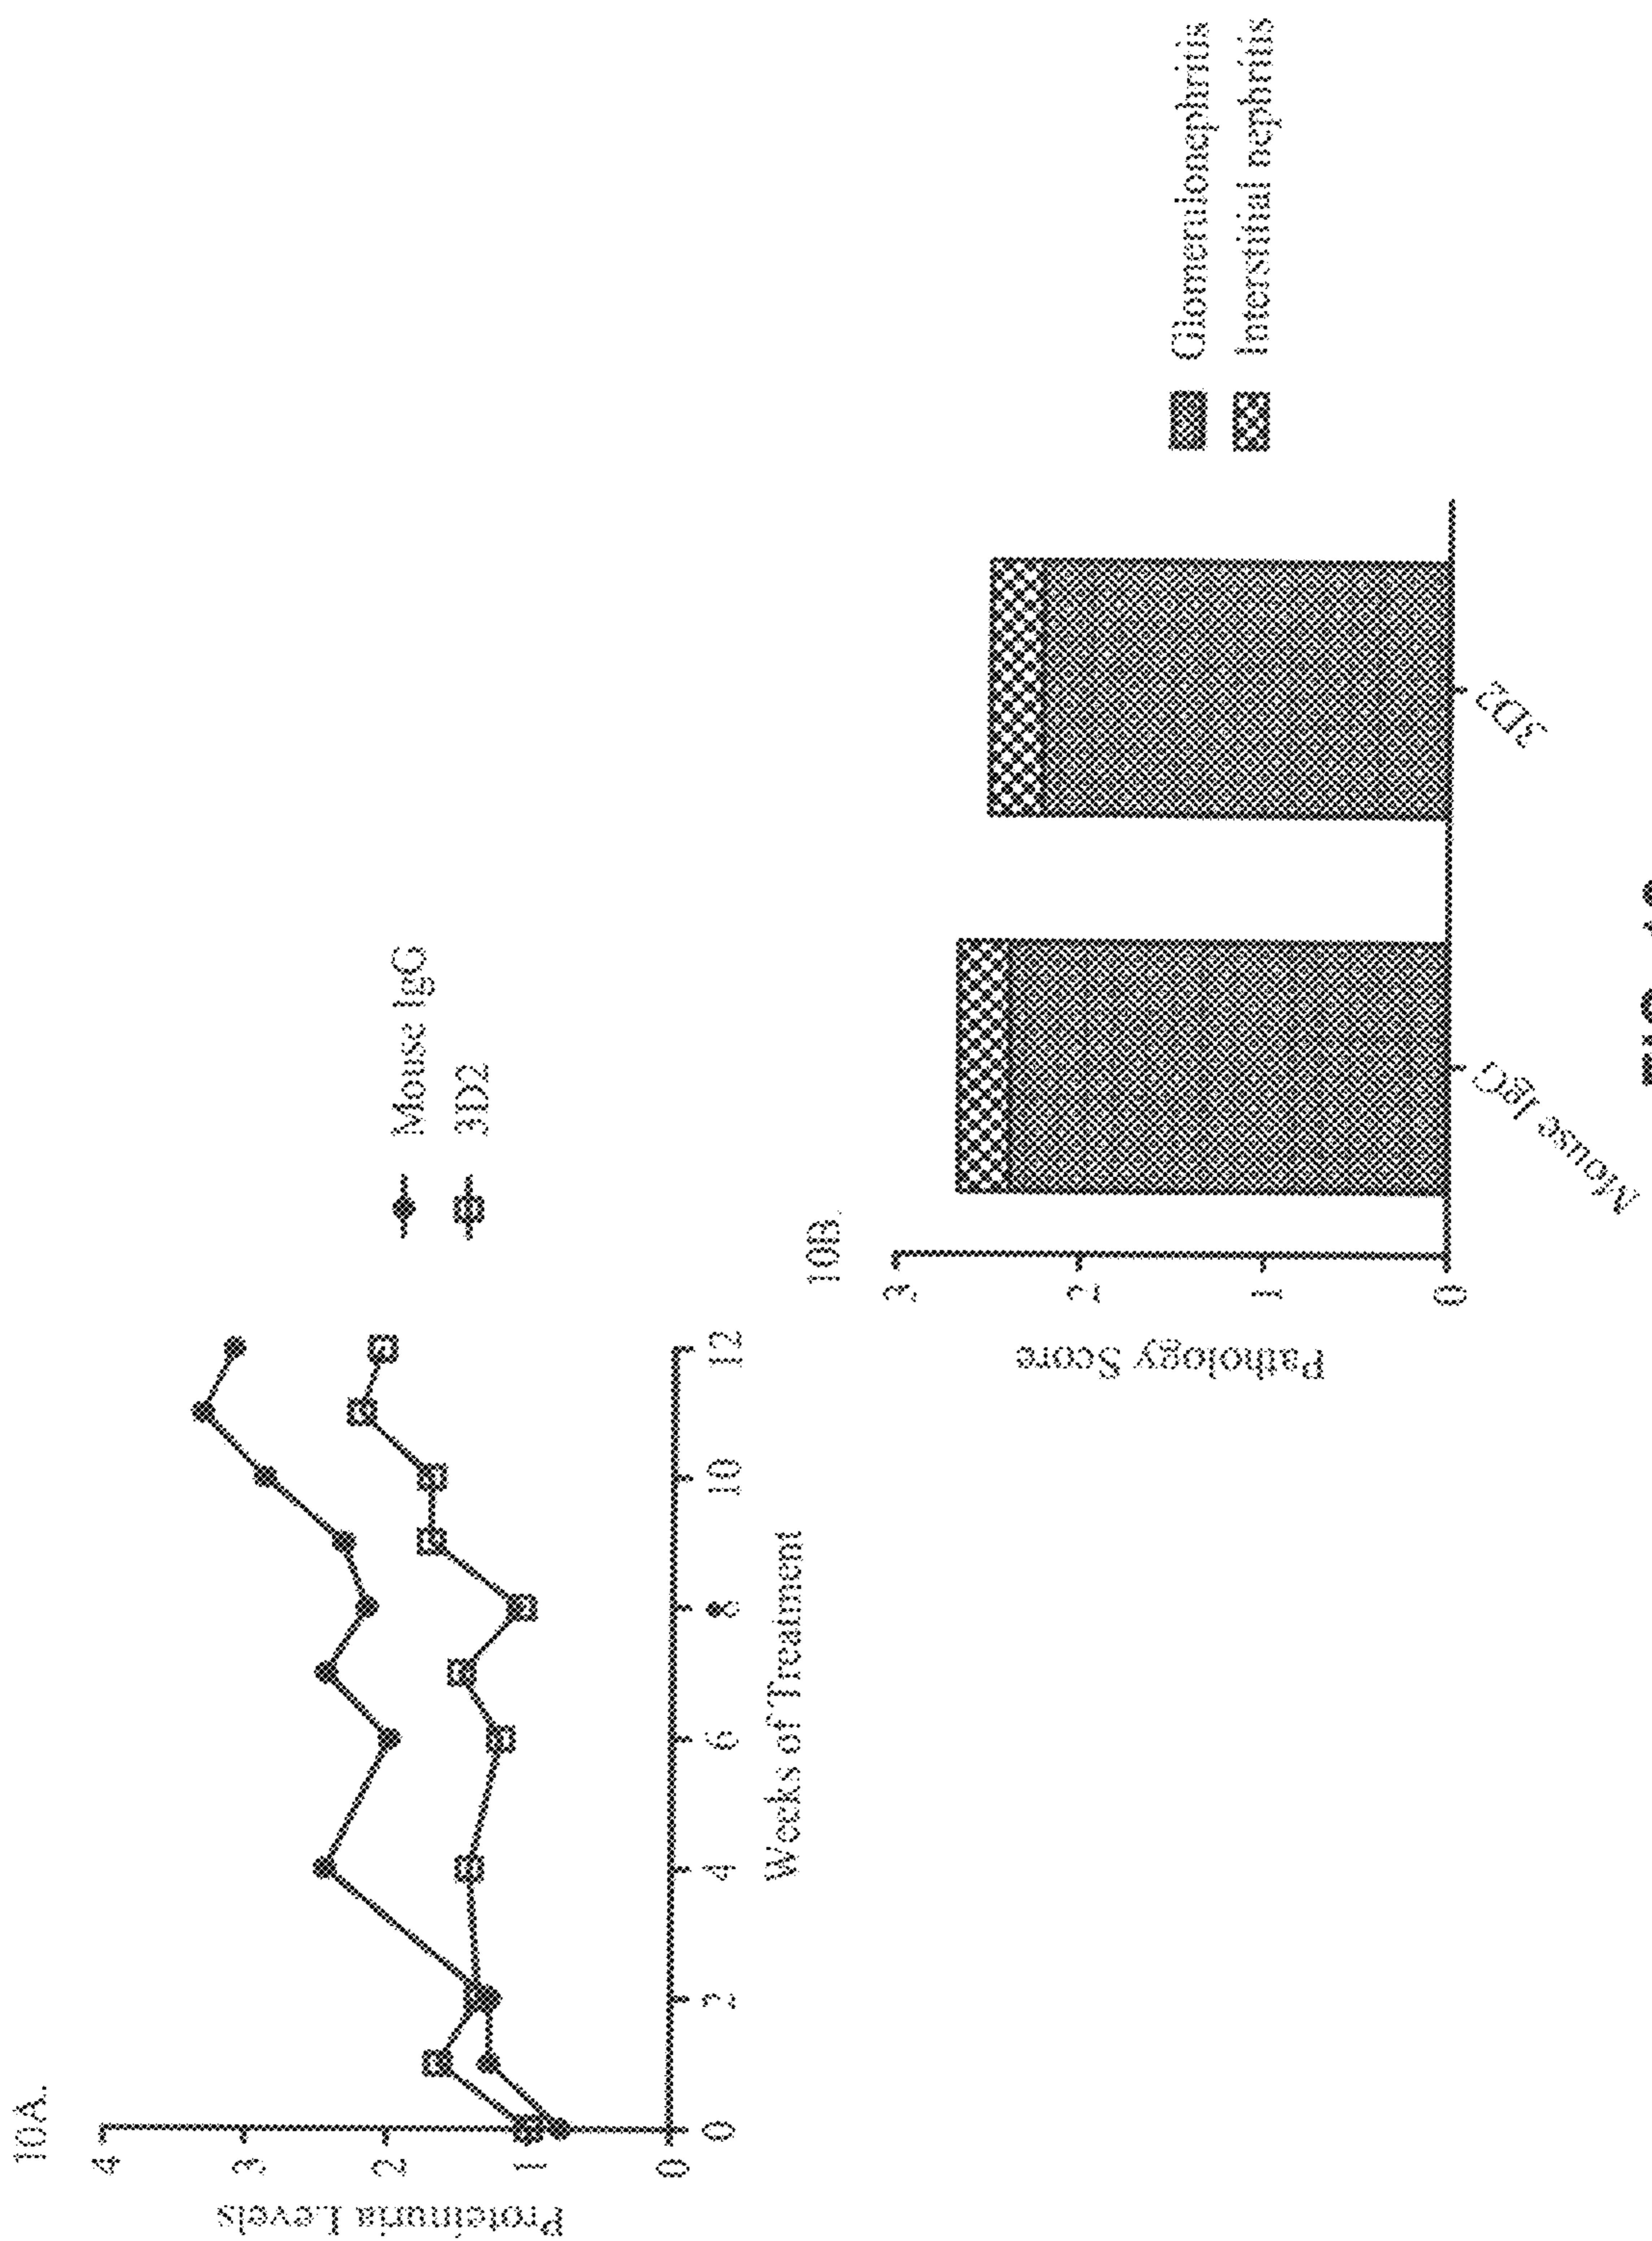 10A.
Proteinuria Levels
4
3
2
1
0
0 2 4 6 8 10 12
Weeks of Treatment
Mouse IgG
3D2
10B.
Pathology Score
3
2
1
0
Mouse IgG
3D2
Glomerulonephritis
Interstitial nephritis